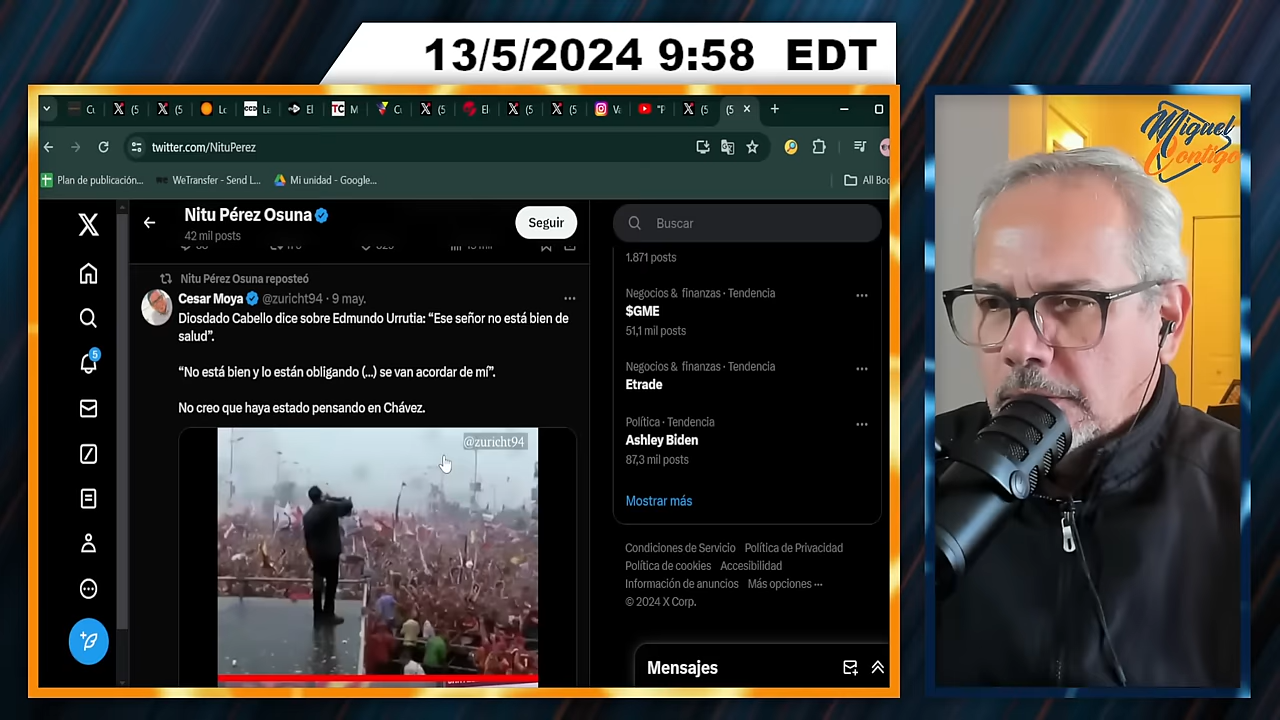 13/5/2024 9:58 EDT
Miguel
Contigo
twitter.com/NituPerez
Plan de publicación...
WeTransfer - Send L...
Mi unidad - Google...
All Boo
Nitu Pérez Osuna
42 mil posts
Seguir
Buscar
1.871 posts
Nitu Pérez Osuna reposteó
Cesar Moya @zuricht94 · 9 may.
Diosdado Cabello dice sobre Edmundo Urrutia: “Ese señor no está bien de
salud”.
“No está bien y lo están obligando (...) se van acordar de mí”.
No creo que haya estado pensando en Chávez.
@zuricht94
5
Negocios & finanzas · Tendencia
$GME
51,1 mil posts
Negocios & finanzas · Tendencia
Etrade
Política · Tendencia
Ashley Biden
87,3 mil posts
Mostrar más
Condiciones de Servicio Política de Privacidad
Política de cookies Accesibilidad
Información de anuncios Más opciones ···
© 2024 X Corp.
Mensajes